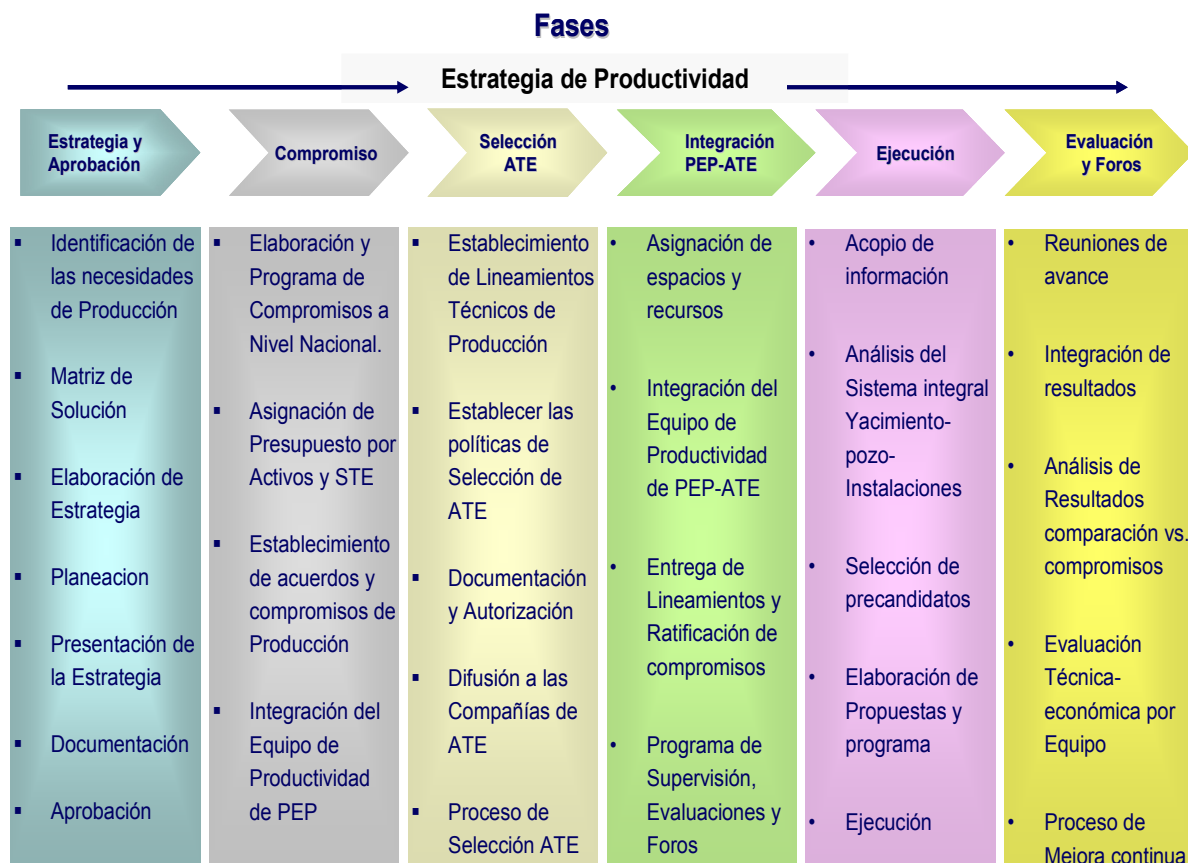 Fases
Estrategia de Productividad
Estrategia y
Aprobación
Compromiso
Selección
ATE
Integración
PEP-ATE
Ejecución
Evaluación
y Foros
▪ Identificación de
las necesidades
de Producción
▪ Matriz de
Solución
▪ Elaboración de
Estrategia
▪ Planeacion
▪ Presentación de
la Estrategia
▪ Documentación
▪ Aprobación
▪ Elaboración y
Programa de
Compromisos a
Nivel Nacional.
▪ Asignación de
Presupuesto por
Activos y STE
▪ Establecimiento
de acuerdos y
compromisos de
Producción
▪ Integración del
Equipo de
Productividad
de PEP
▪ Establecimiento
de Lineamientos
Técnicos de
Producción
▪ Establecer las
políticas de
Selección de
ATE
▪ Documentación
y Autorización
▪ Difusión a las
Compañías de
ATE
▪ Proceso de
Selección ATE
• Asignación de
espacios y
recursos
• Integración del
Equipo de
Productividad
de PEP-ATE
• Entrega de
Lineamientos y
Ratificación de
compromisos
• Programa de
Supervisión,
Evaluaciones y
Foros
• Acopio de
información
• Análisis del
Sistema integral
Yacimiento-
pozo-
Instalaciones
• Selección de
precandidatos
• Elaboración de
Propuestas y
programa
• Ejecución
• Reuniones de
avance
• Integración de
resultados
• Análisis de
Resultados
comparación vs.
compromisos
• Evaluación
Técnica-
económica por
Equipo
• Proceso de
Mejora continua